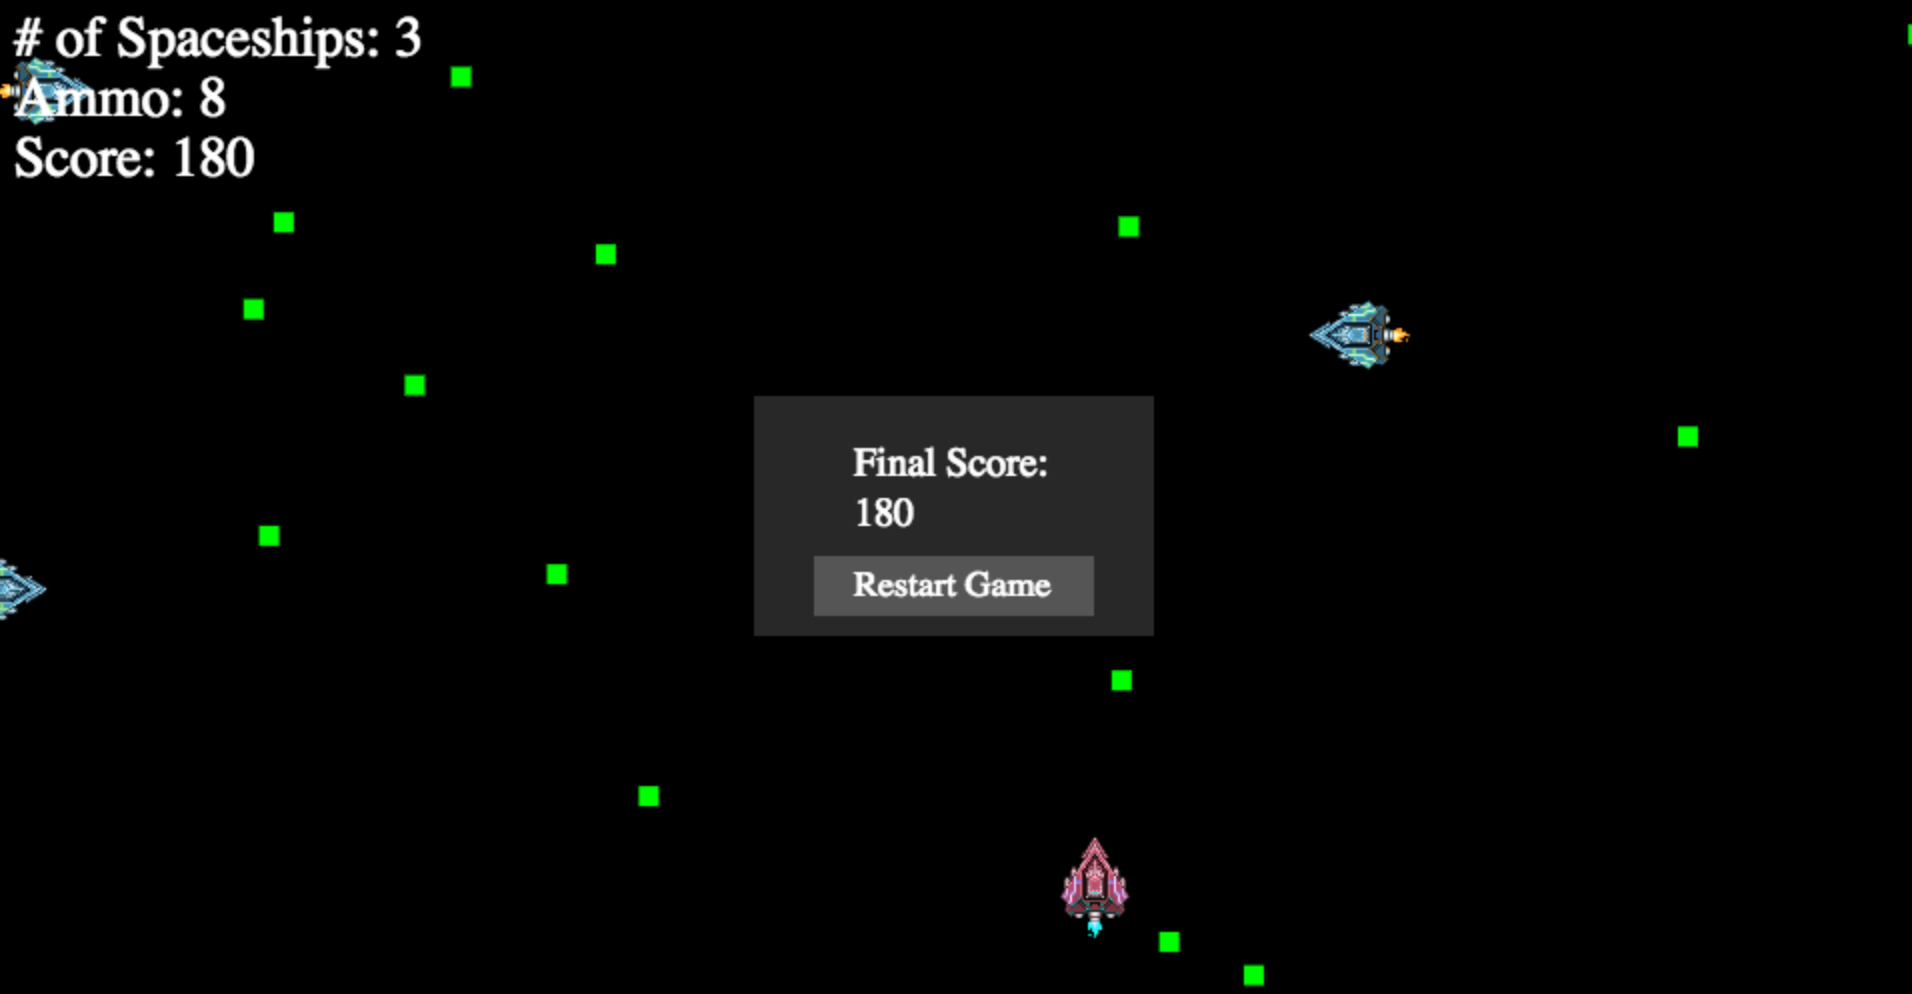 # of Spaceships: 3
Ammo: 8
Score: 180
Final Score:
180
Restart Game